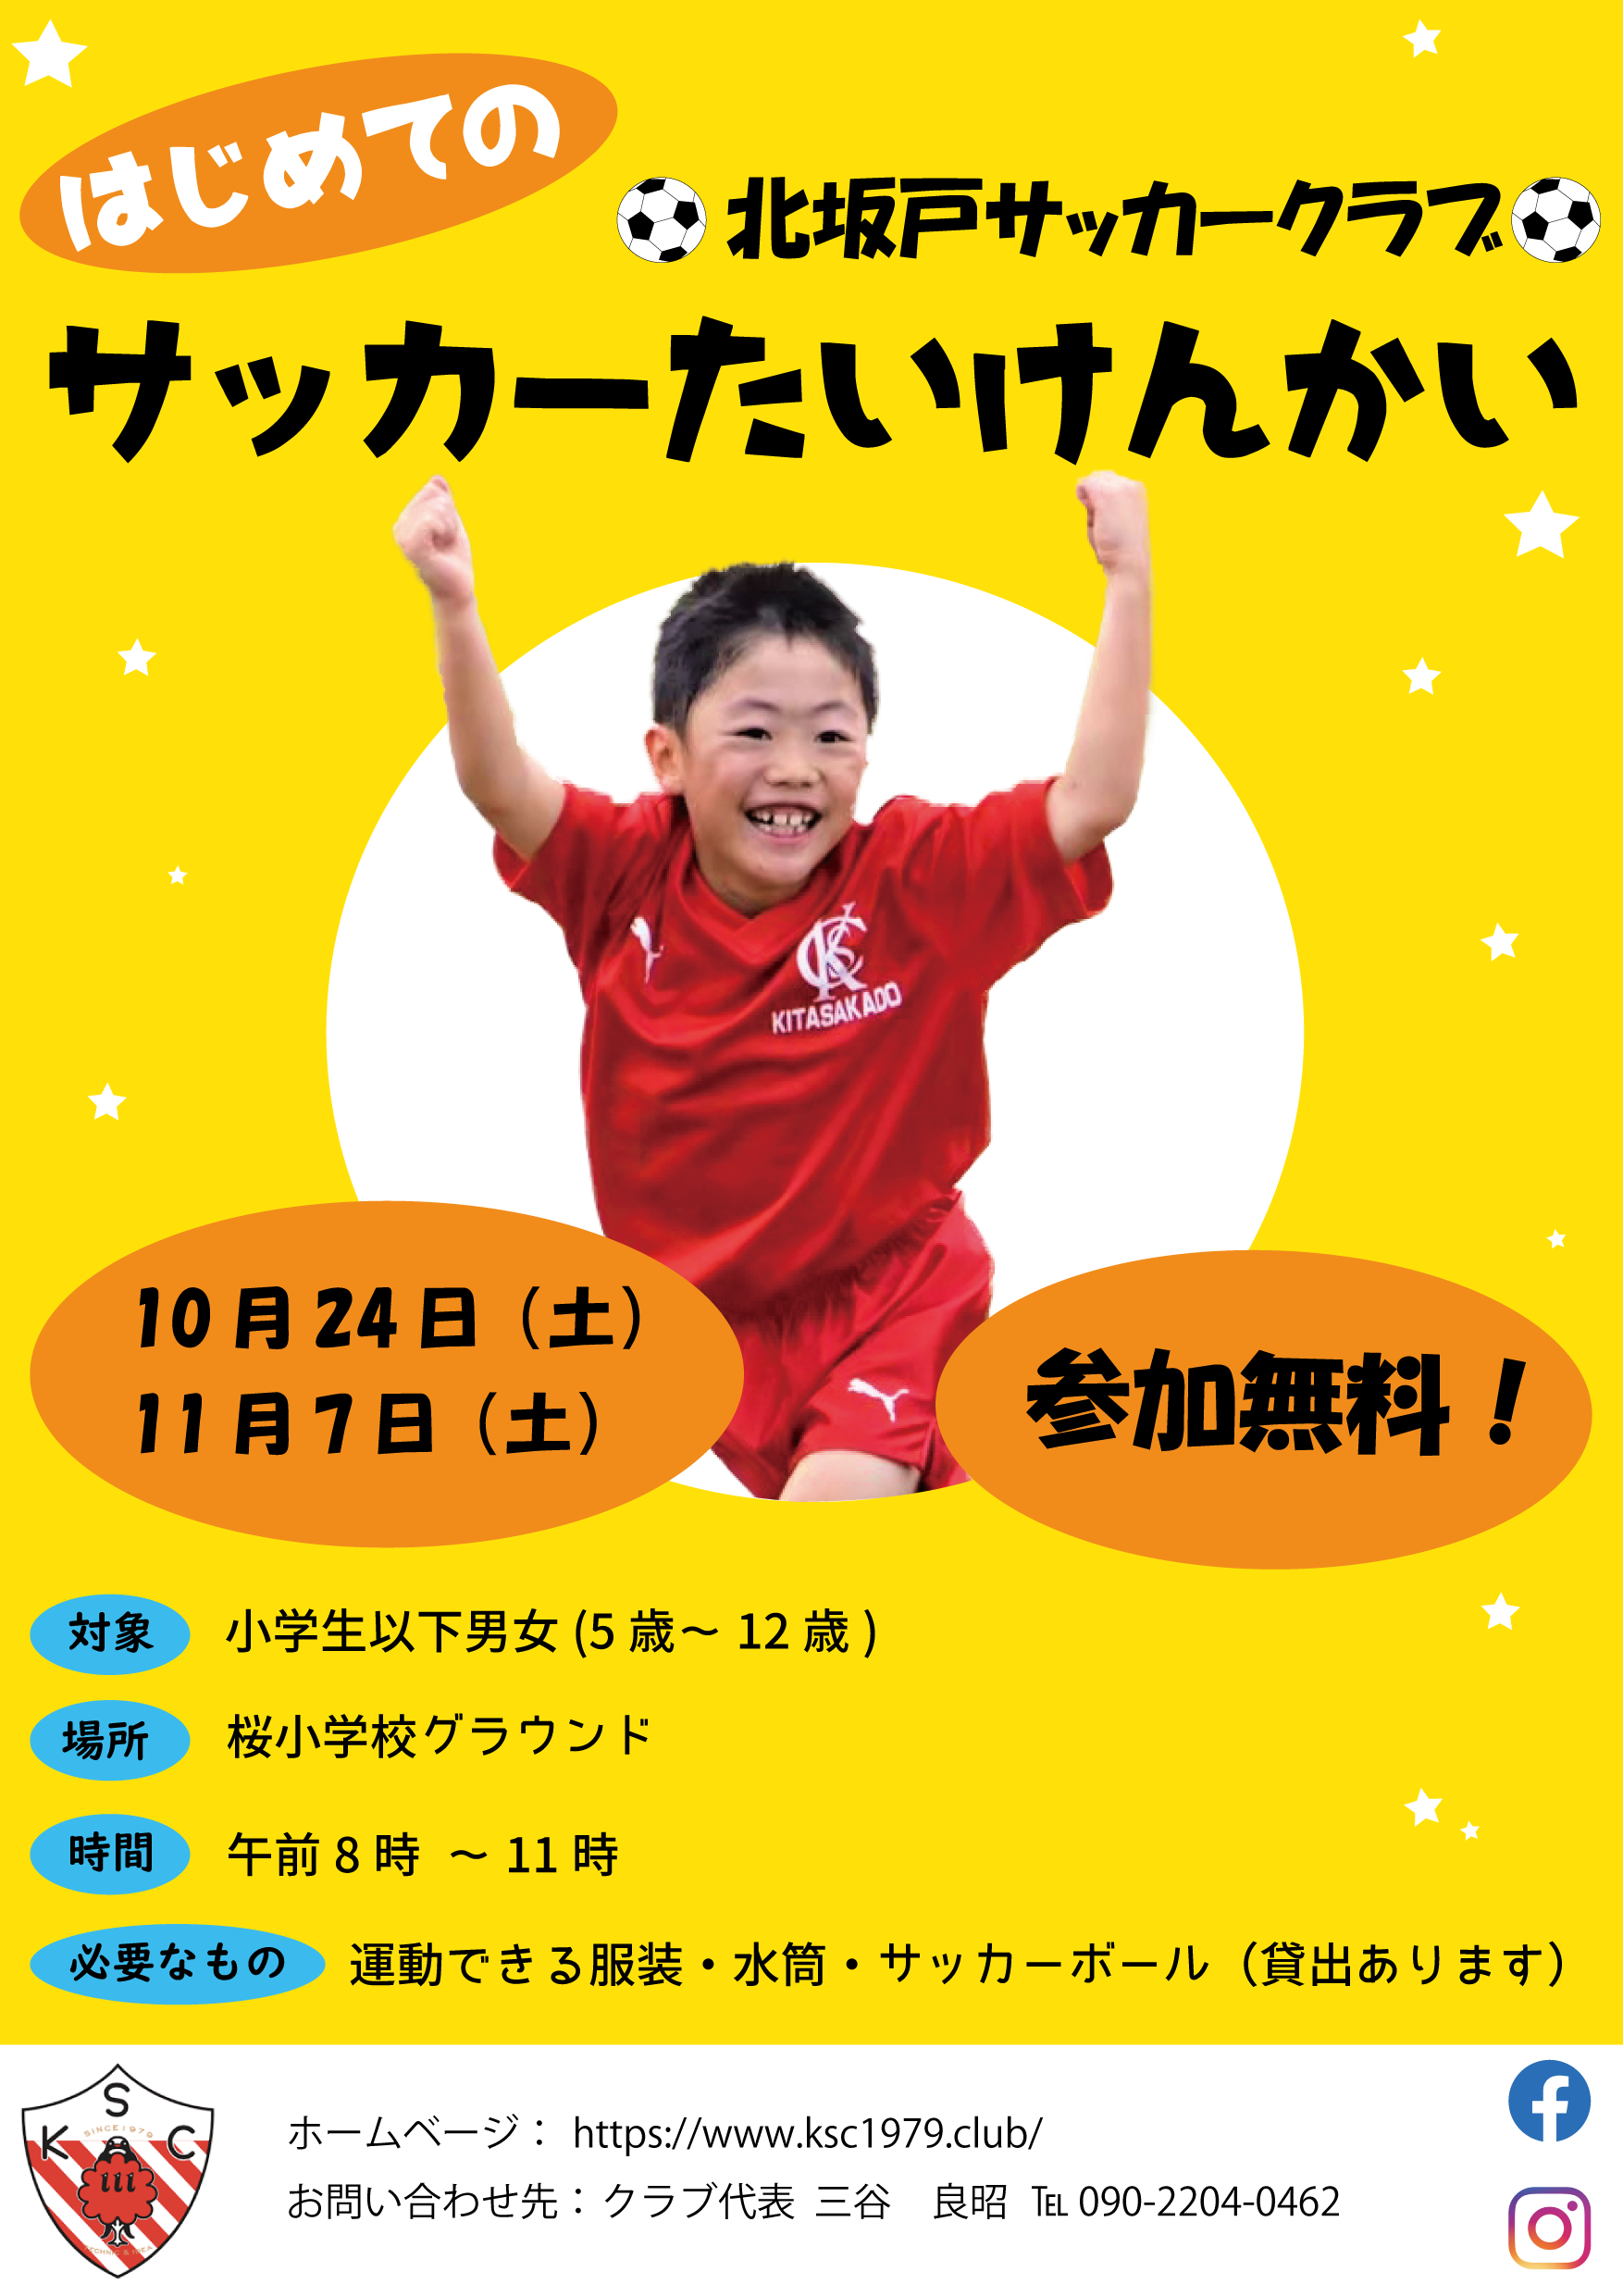 はじめての
北坂戸サッカークラブ
サッカーたいけんかい
KSC
KITASAKADO
10月24日（土）
11月7日（土）
参加無料！
対象 小学生以下男女(5歳～12歳)
場所 桜小学校グラウンド
時間 午前8時 ～11時
必要なもの 運動できる服装・水筒・サッカーボール（貸出あります）
K S C
SINCE1979
ホームページ： https://www.ksc1979.club/
お問い合わせ先：クラブ代表 三谷　良昭 ℡ 090-2204-0462